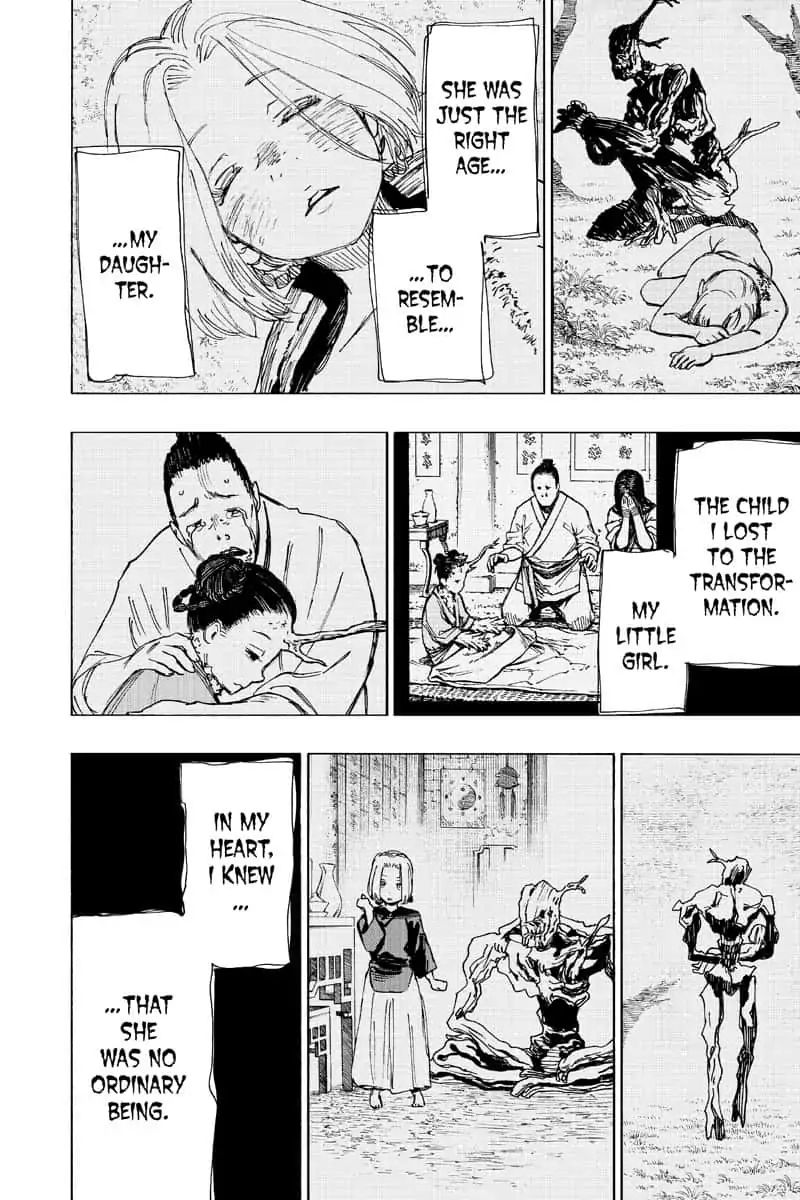 SHE WAS
JUST THE
RIGHT
AGE...
...TO
RESEM-
BLE...
...MY
DAUGH-
TER.
THE CHILD
I LOST
TO THE
TRANSFOR-
MATION.
MY
LITTLE
GIRL.
IN MY
HEART,
I KNEW
...
...THAT
SHE
WAS NO
ORDINARY
BEING.